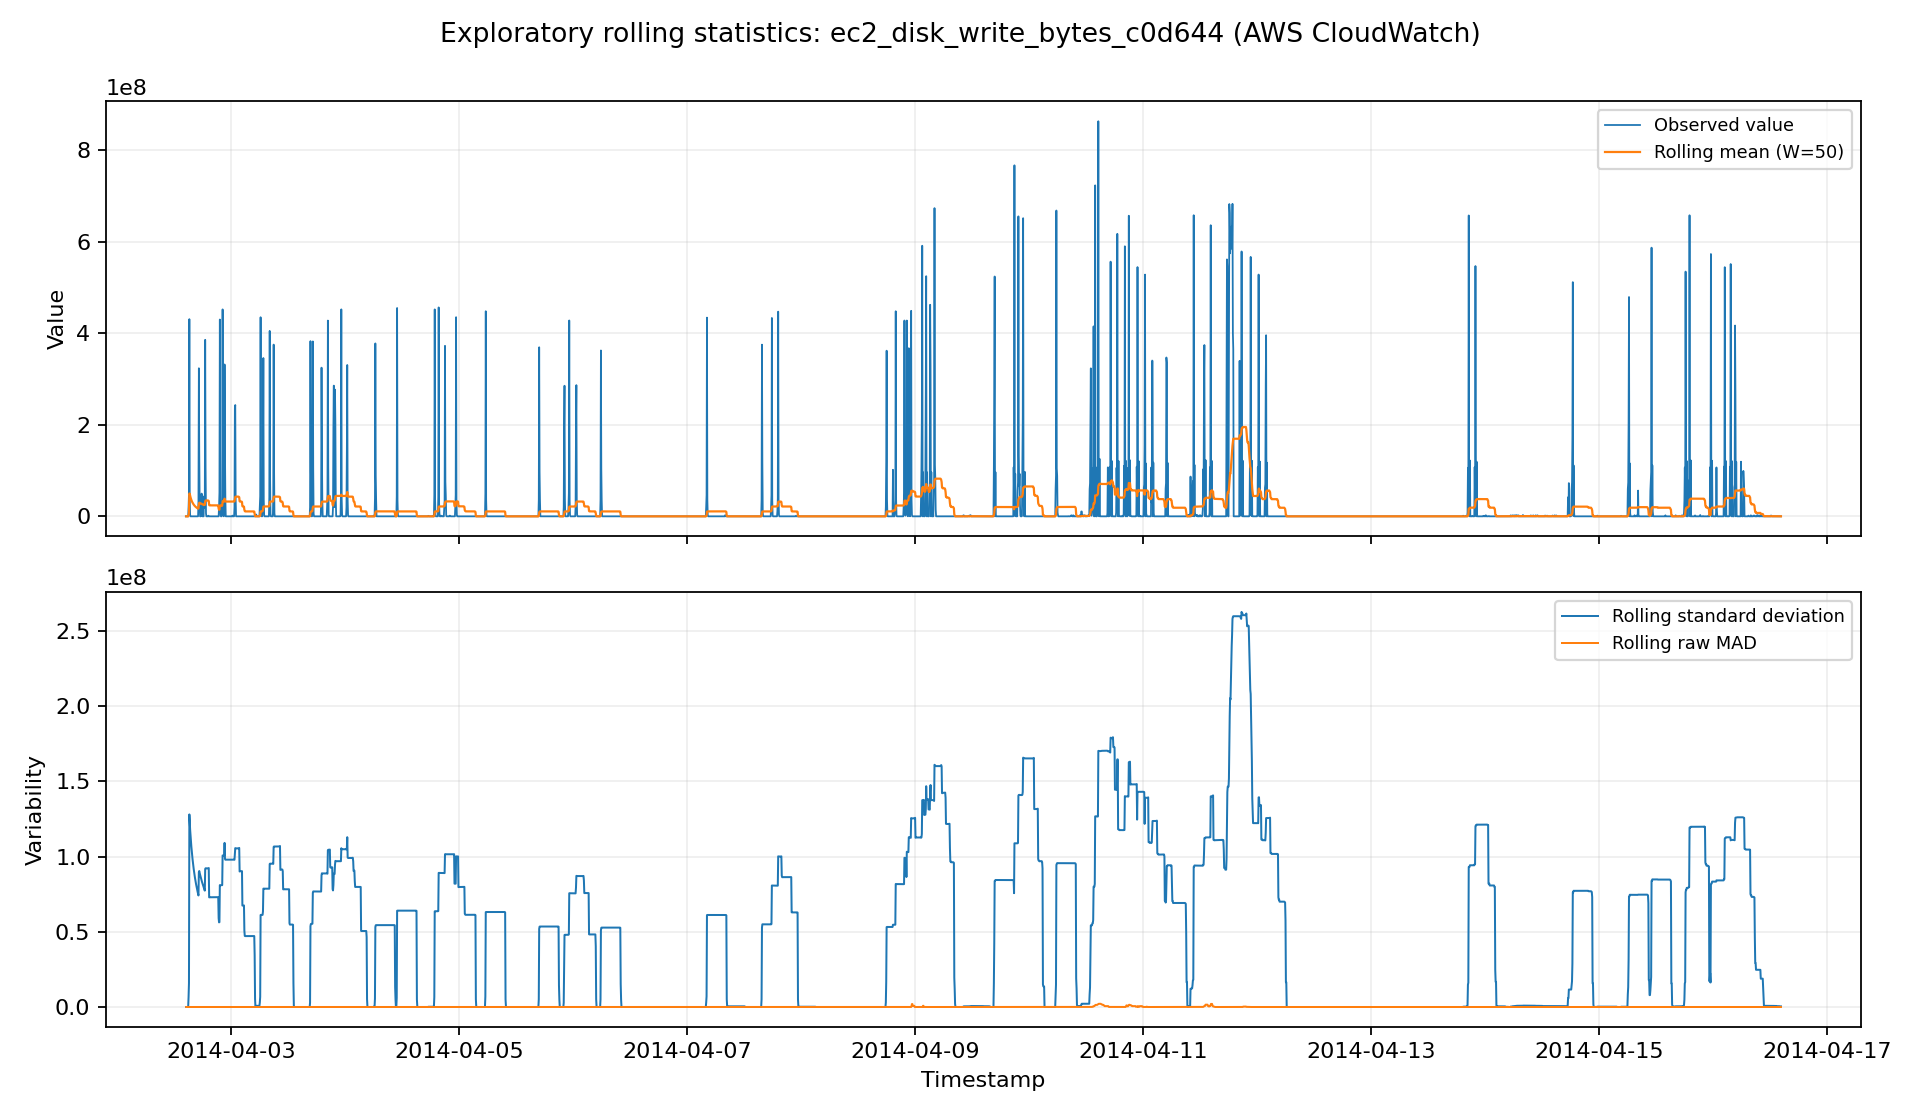 Exploratory rolling statistics: ec2_disk_write_bytes_c0d644 (AWS CloudWatch)
1e8
Value
8
6
4
2
0
Observed value
Rolling mean (W=50)
1e8
Variability
2.5
2.0
1.5
1.0
0.5
0.0
Rolling standard deviation
Rolling raw MAD
2014-04-03
2014-04-05
2014-04-07
2014-04-09
2014-04-11
2014-04-13
2014-04-15
2014-04-17
Timestamp